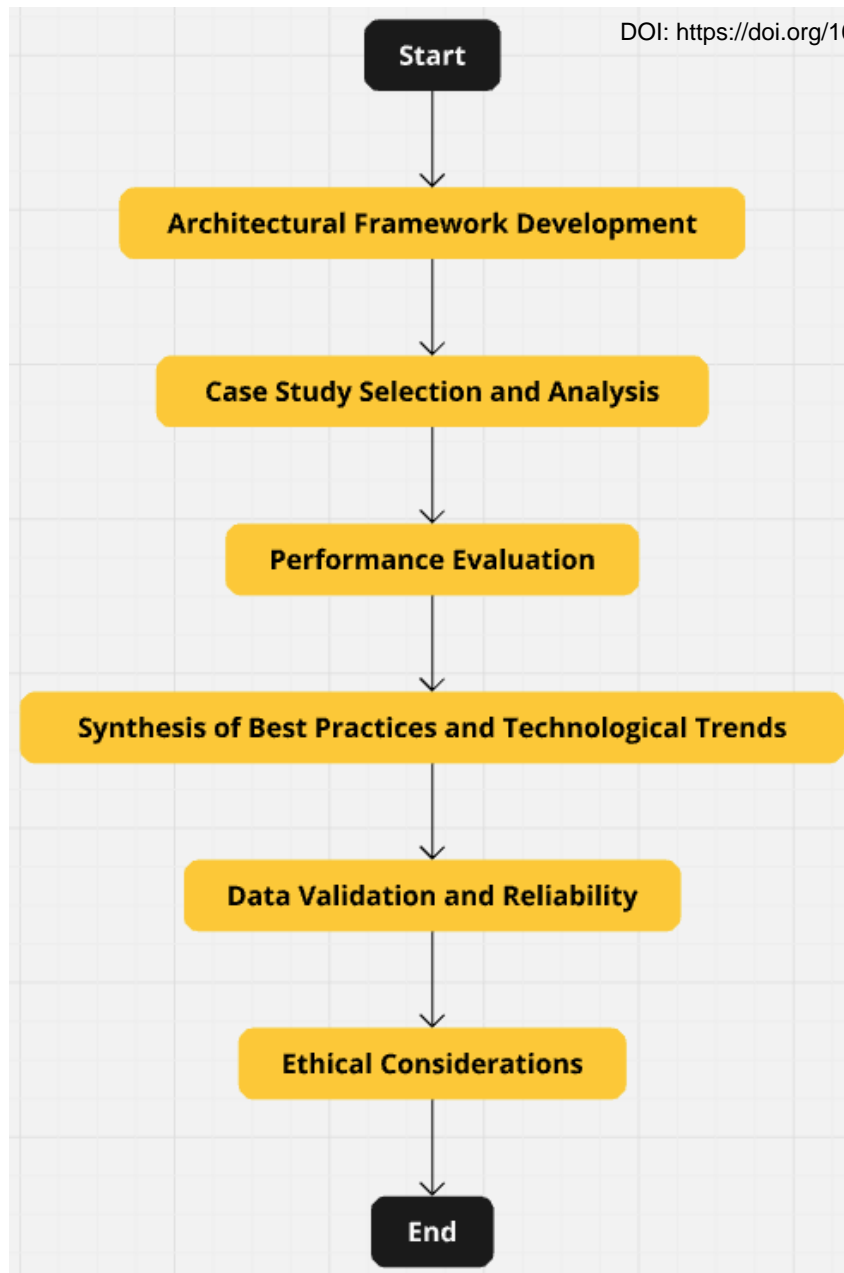 DOI: https://doi.org/10
Start
Architectural Framework Development
Case Study Selection and Analysis
Performance Evaluation
Synthesis of Best Practices and Technological Trends
Data Validation and Reliability
Ethical Considerations
End